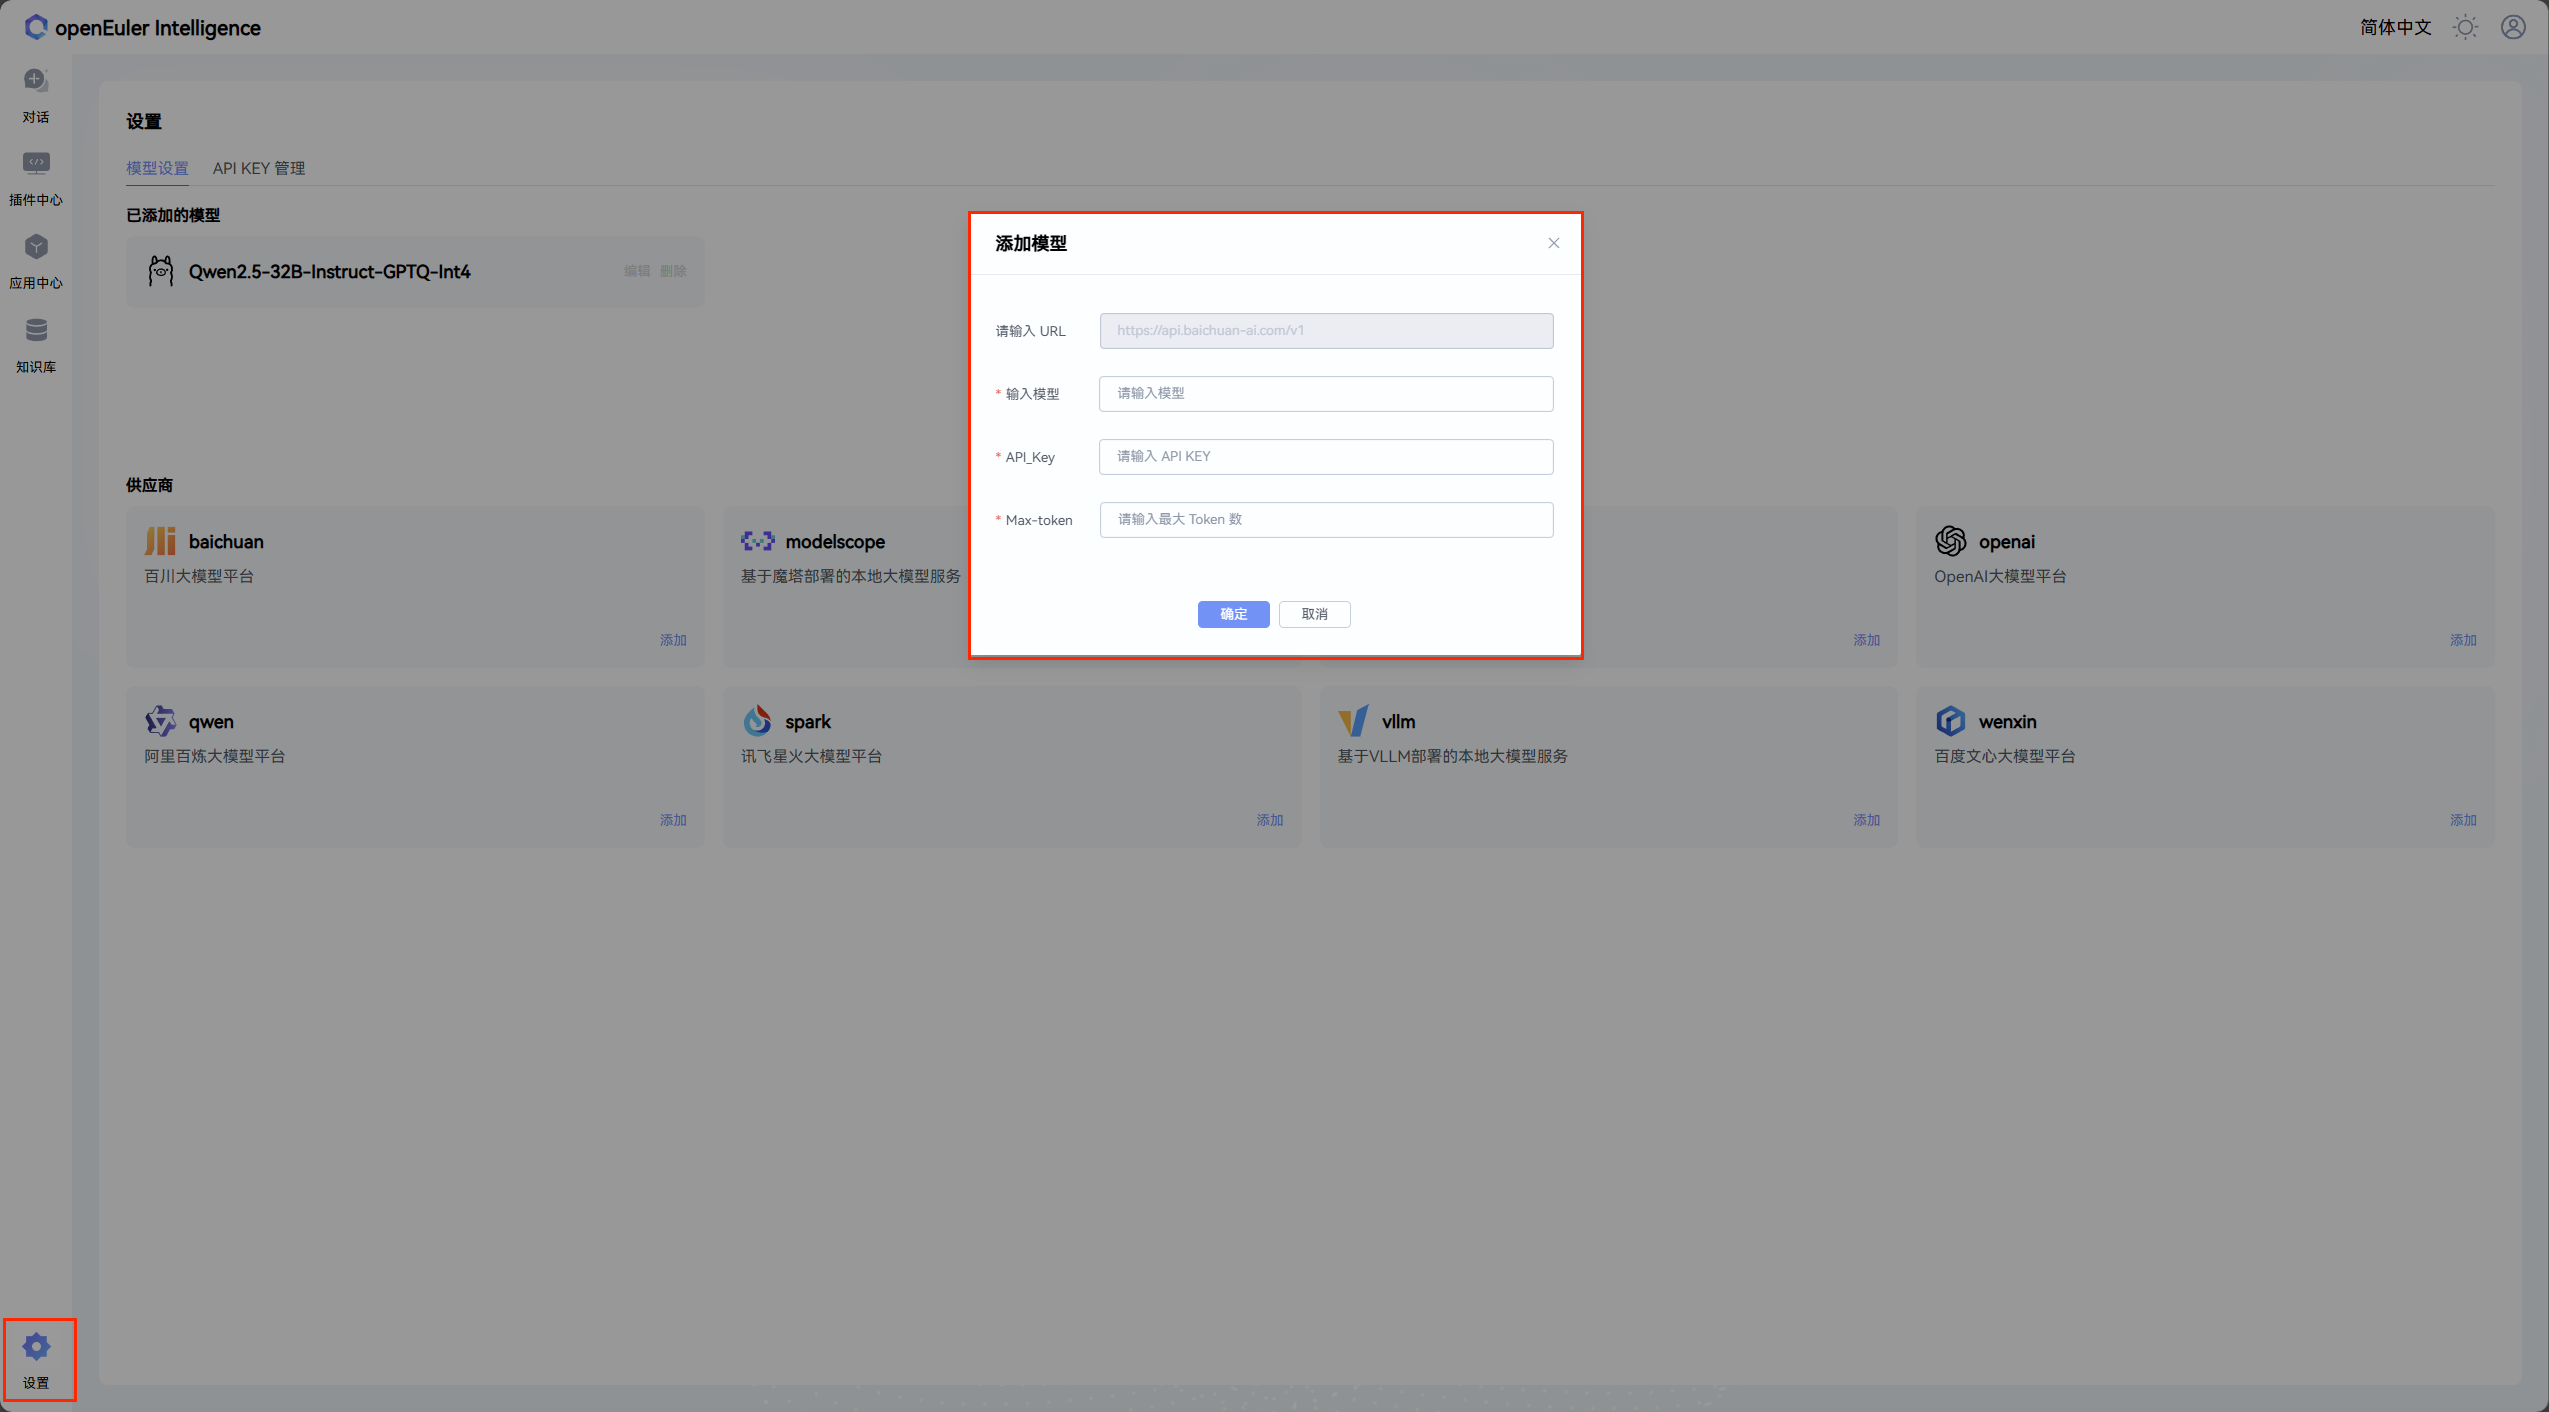 openEuler Intelligence
简体中文
对话
插件中心
应用中心
知识库
设置
设置
模型设置 API KEY 管理
已添加的模型
Qwen2.5-32B-Instruct-GPTQ-Int4 编辑 删除
供应商
baichuan
百川大模型平台
添加
modelscope
基于魔塔部署的本地大模型服务
添加
openai
OpenAI大模型平台
添加
qwen
阿里百炼大模型平台
添加
spark
讯飞星火大模型平台
添加
vllm
基于VLLM部署的本地大模型服务
添加
wenxin
百度文心大模型平台
添加
添加模型
请输入 URL https://api.baichuan-ai.com/v1
* 输入模型 请输入模型
* API_Key 请输入 API KEY
* Max-token 请输入最大 Token 数
确定 取消